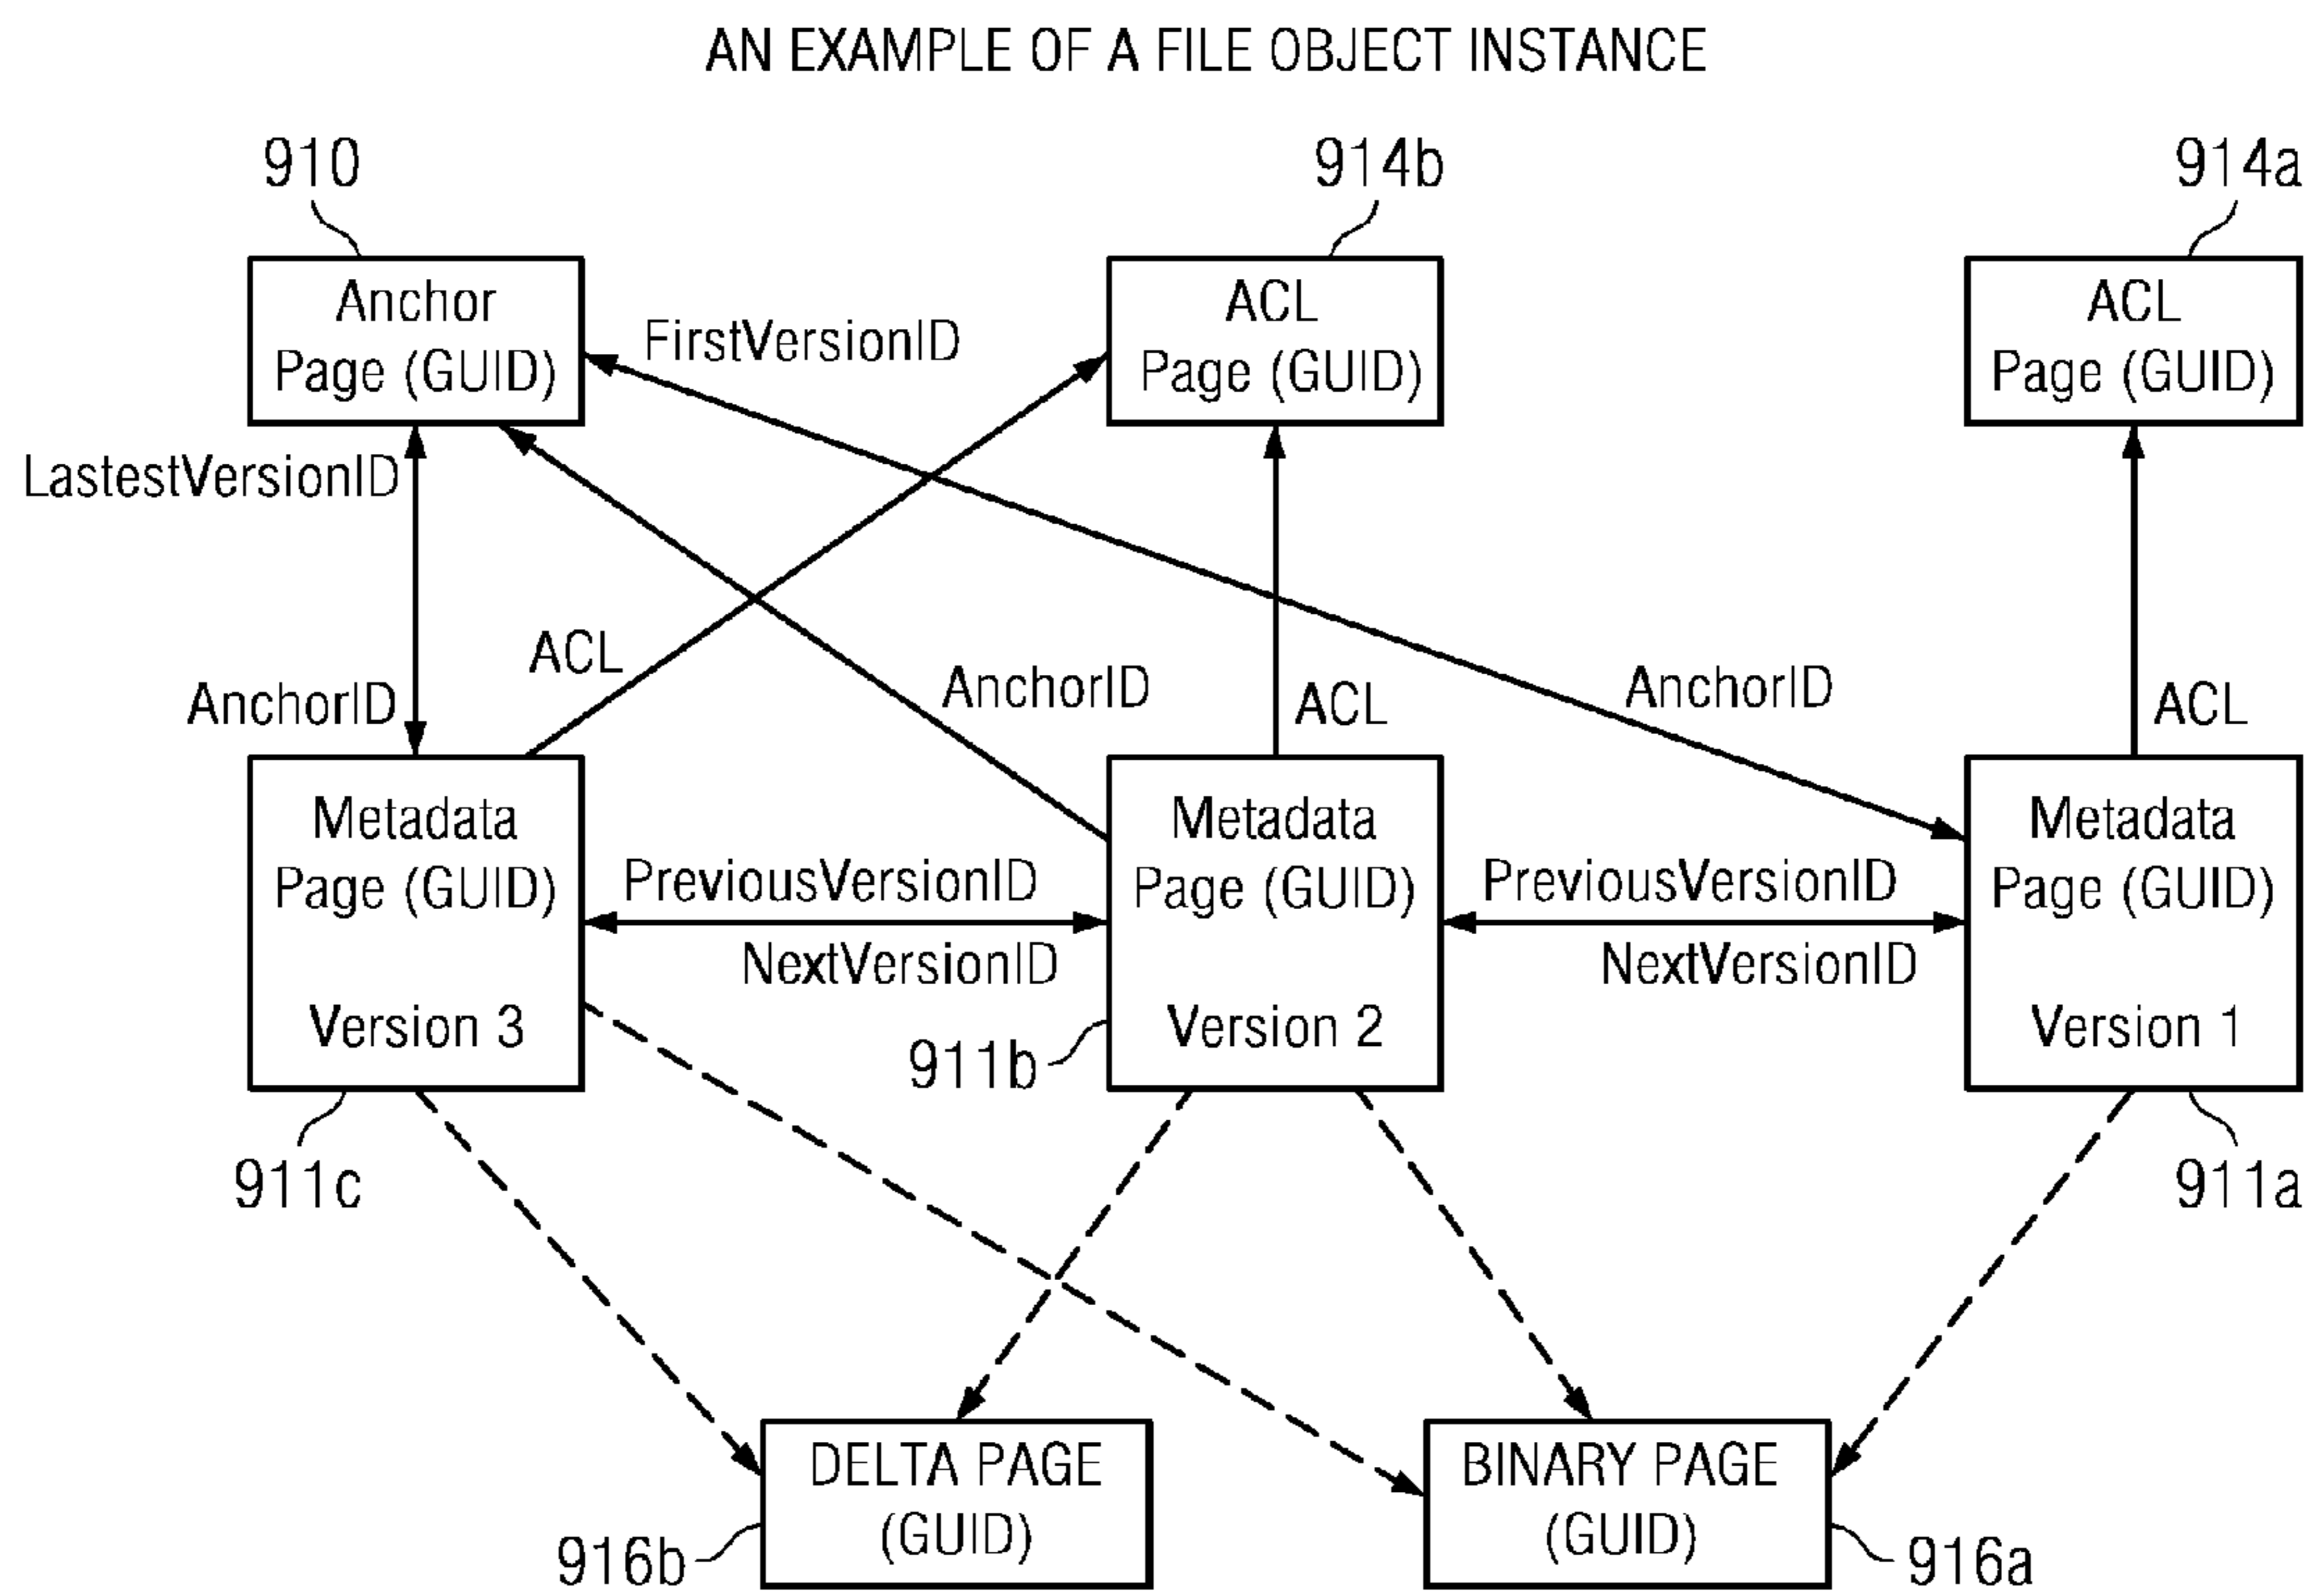 AN EXAMPLE OF A FILE OBJECT INSTANCE
910
914b
914a
Anchor
Page (GUID)
ACL
Page (GUID)
ACL
Page (GUID)
FirstVersionID
LastestVersionID
ACL
AnchorID
AnchorID
ACL
AnchorID
ACL
Metadata
Page (GUID)
Version 3
PreviousVersionID
NextVersionID
Metadata
Page (GUID)
Version 2
PreviousVersionID
NextVersionID
Metadata
Page (GUID)
Version 1
911c
911b
911a
DELTA PAGE
(GUID)
BINARY PAGE
(GUID)
916b
916a